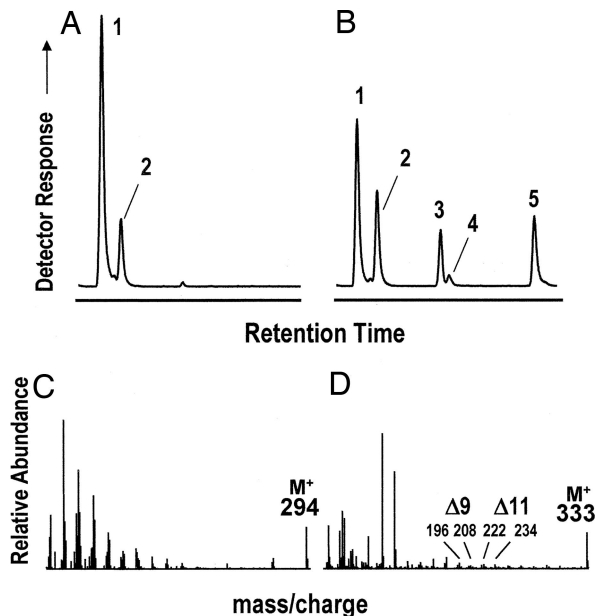 A
B
Detector Response
1
2
1
2
3
4
5
Retention Time
C
D
Relative Abundance
M+
294
Δ9 Δ11
196 208 222 234
M+
333
mass/charge